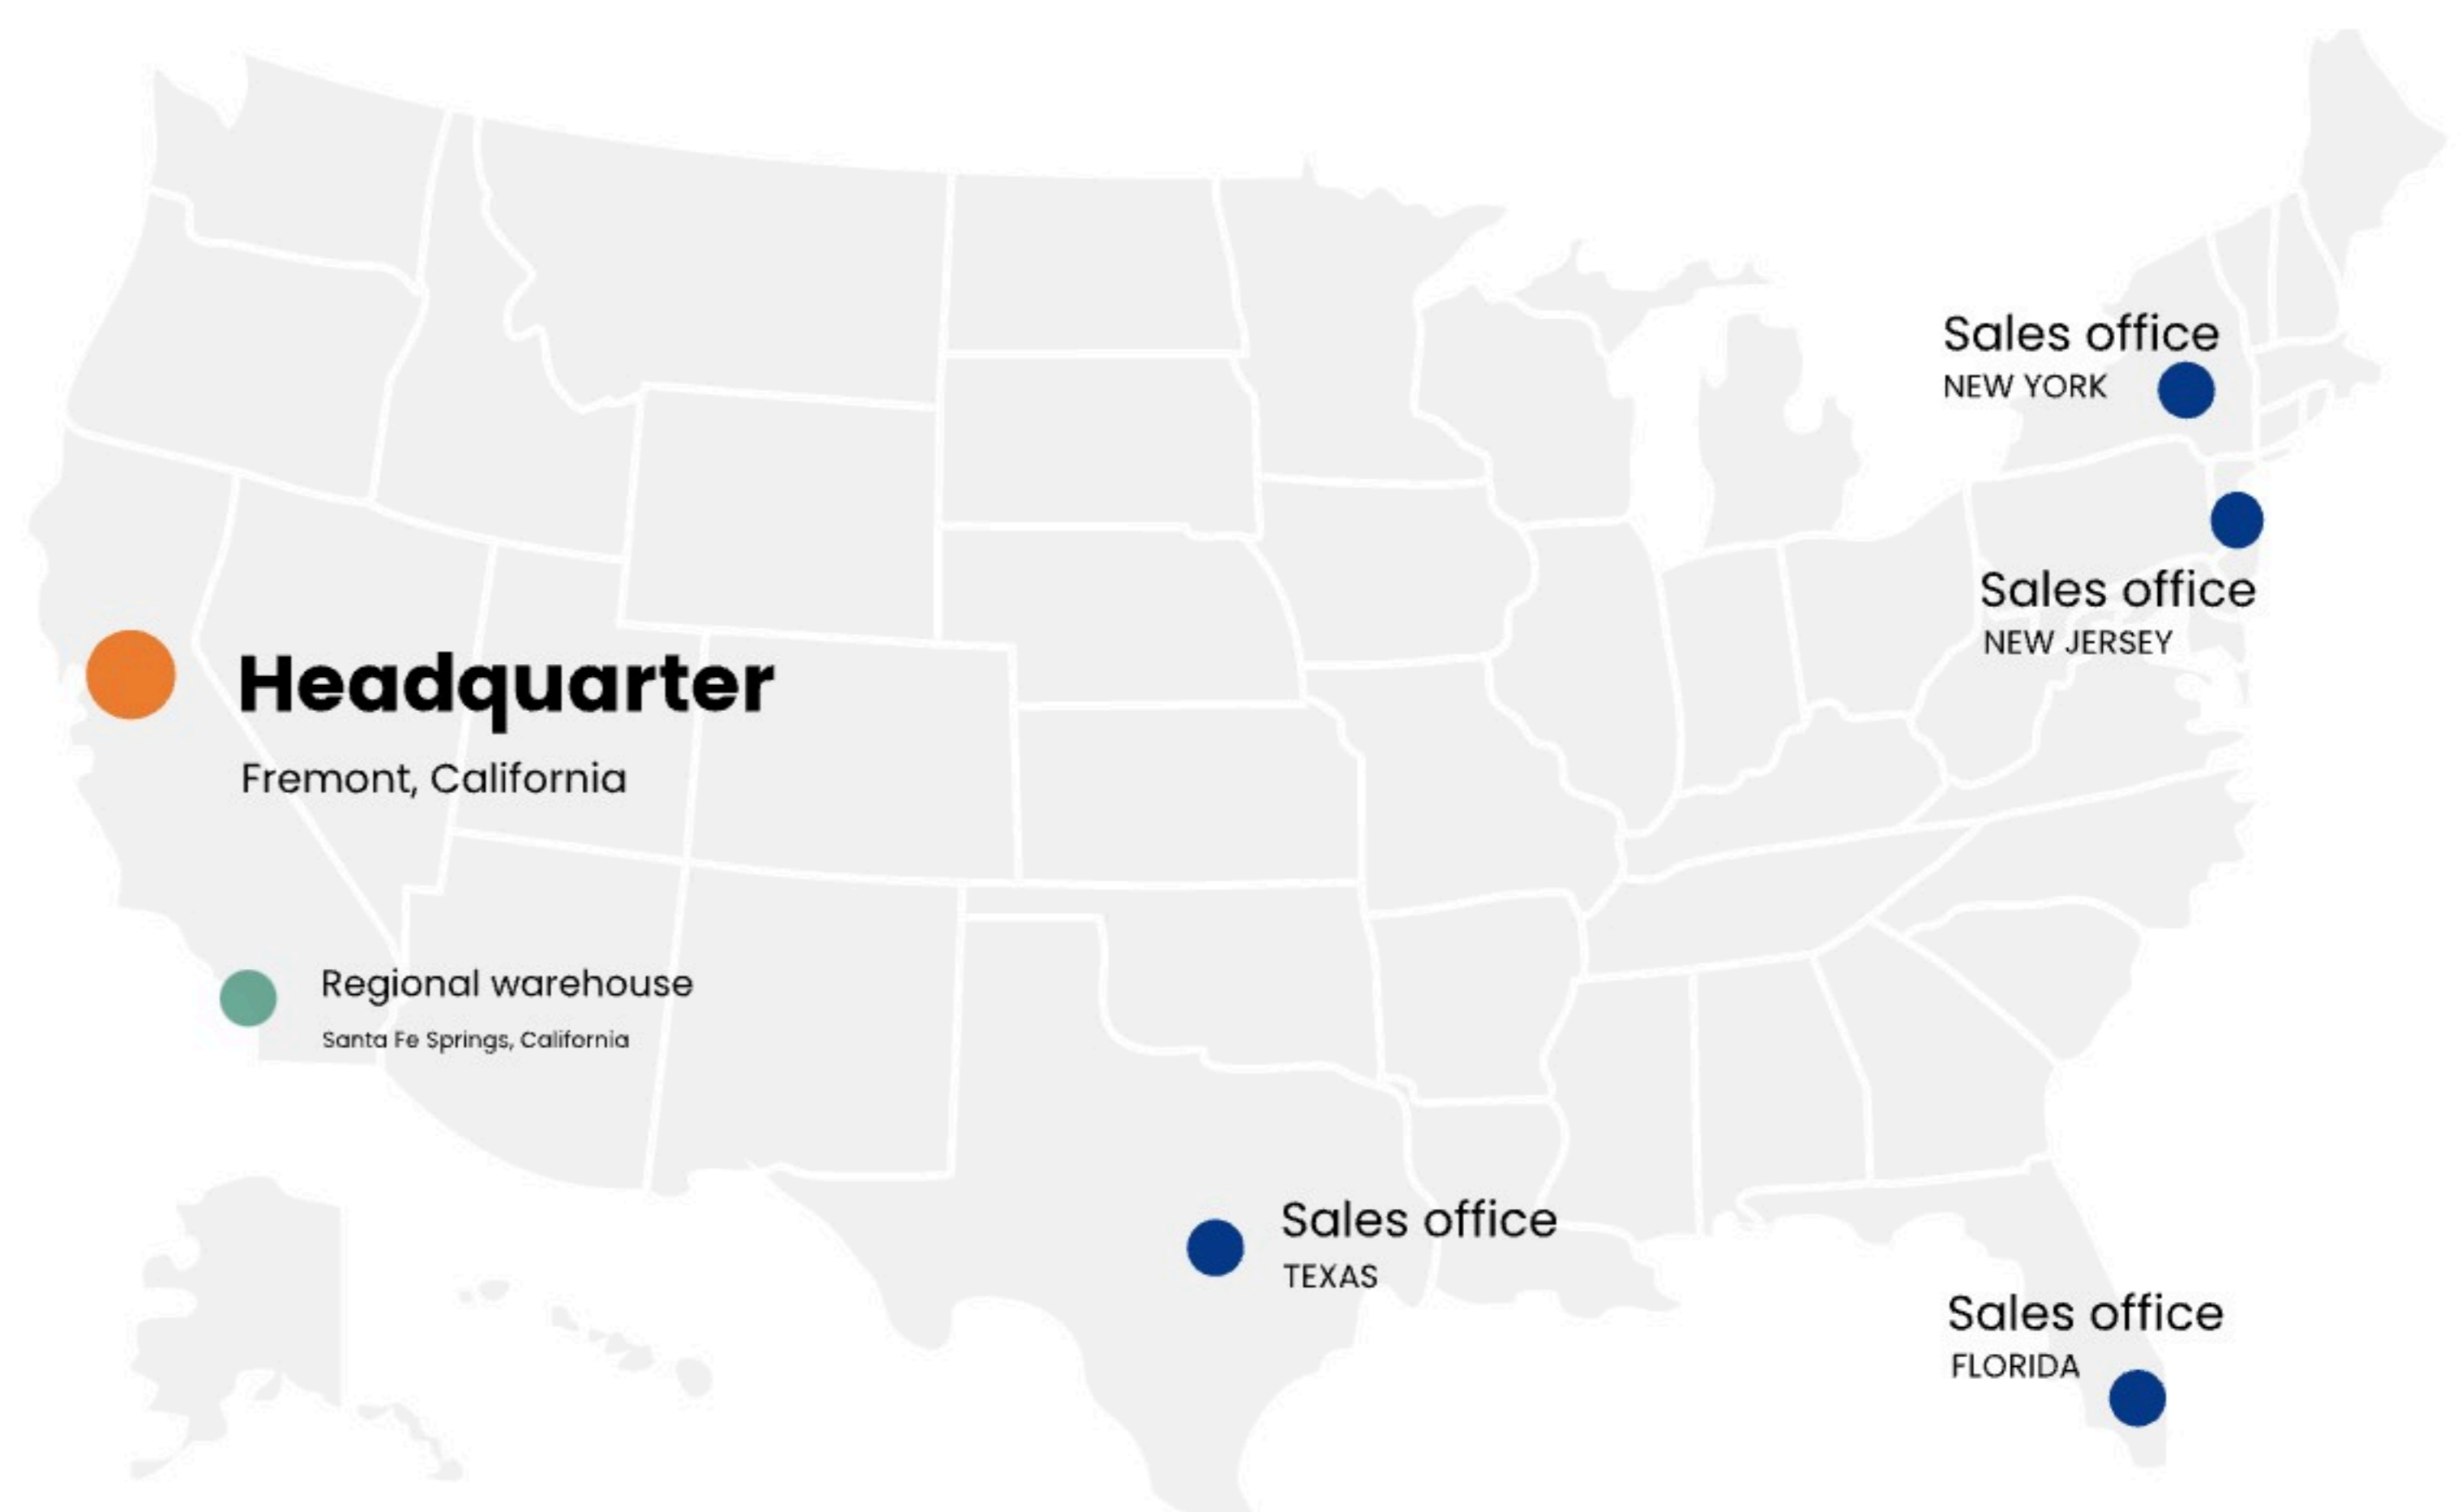 Sales office
NEW YORK
Sales office
NEW JERSEY
Headquarter
Fremont, California
Regional warehouse
Santa Fe Springs, California
Sales office
TEXAS
Sales office
FLORIDA